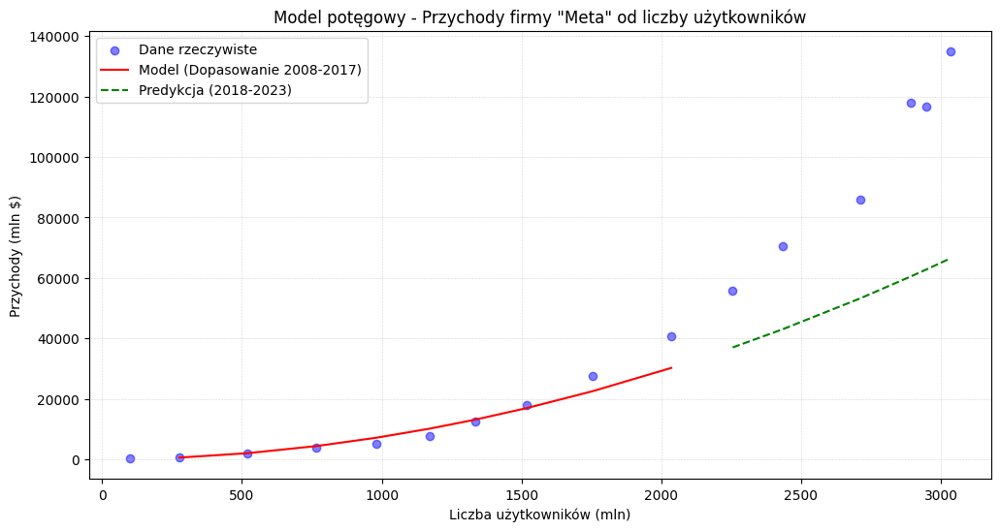 Model potęgowy - Przychody firmy "Meta" od liczby użytkowników
Dane rzeczywiste
Model (Dopasowanie 2008-2017)
Predykcja (2018-2023)
Przychody (mln $)
140000
120000
100000
80000
60000
40000
20000
0
0
500
1000
1500
2000
2500
3000
Liczba użytkowników (mln)